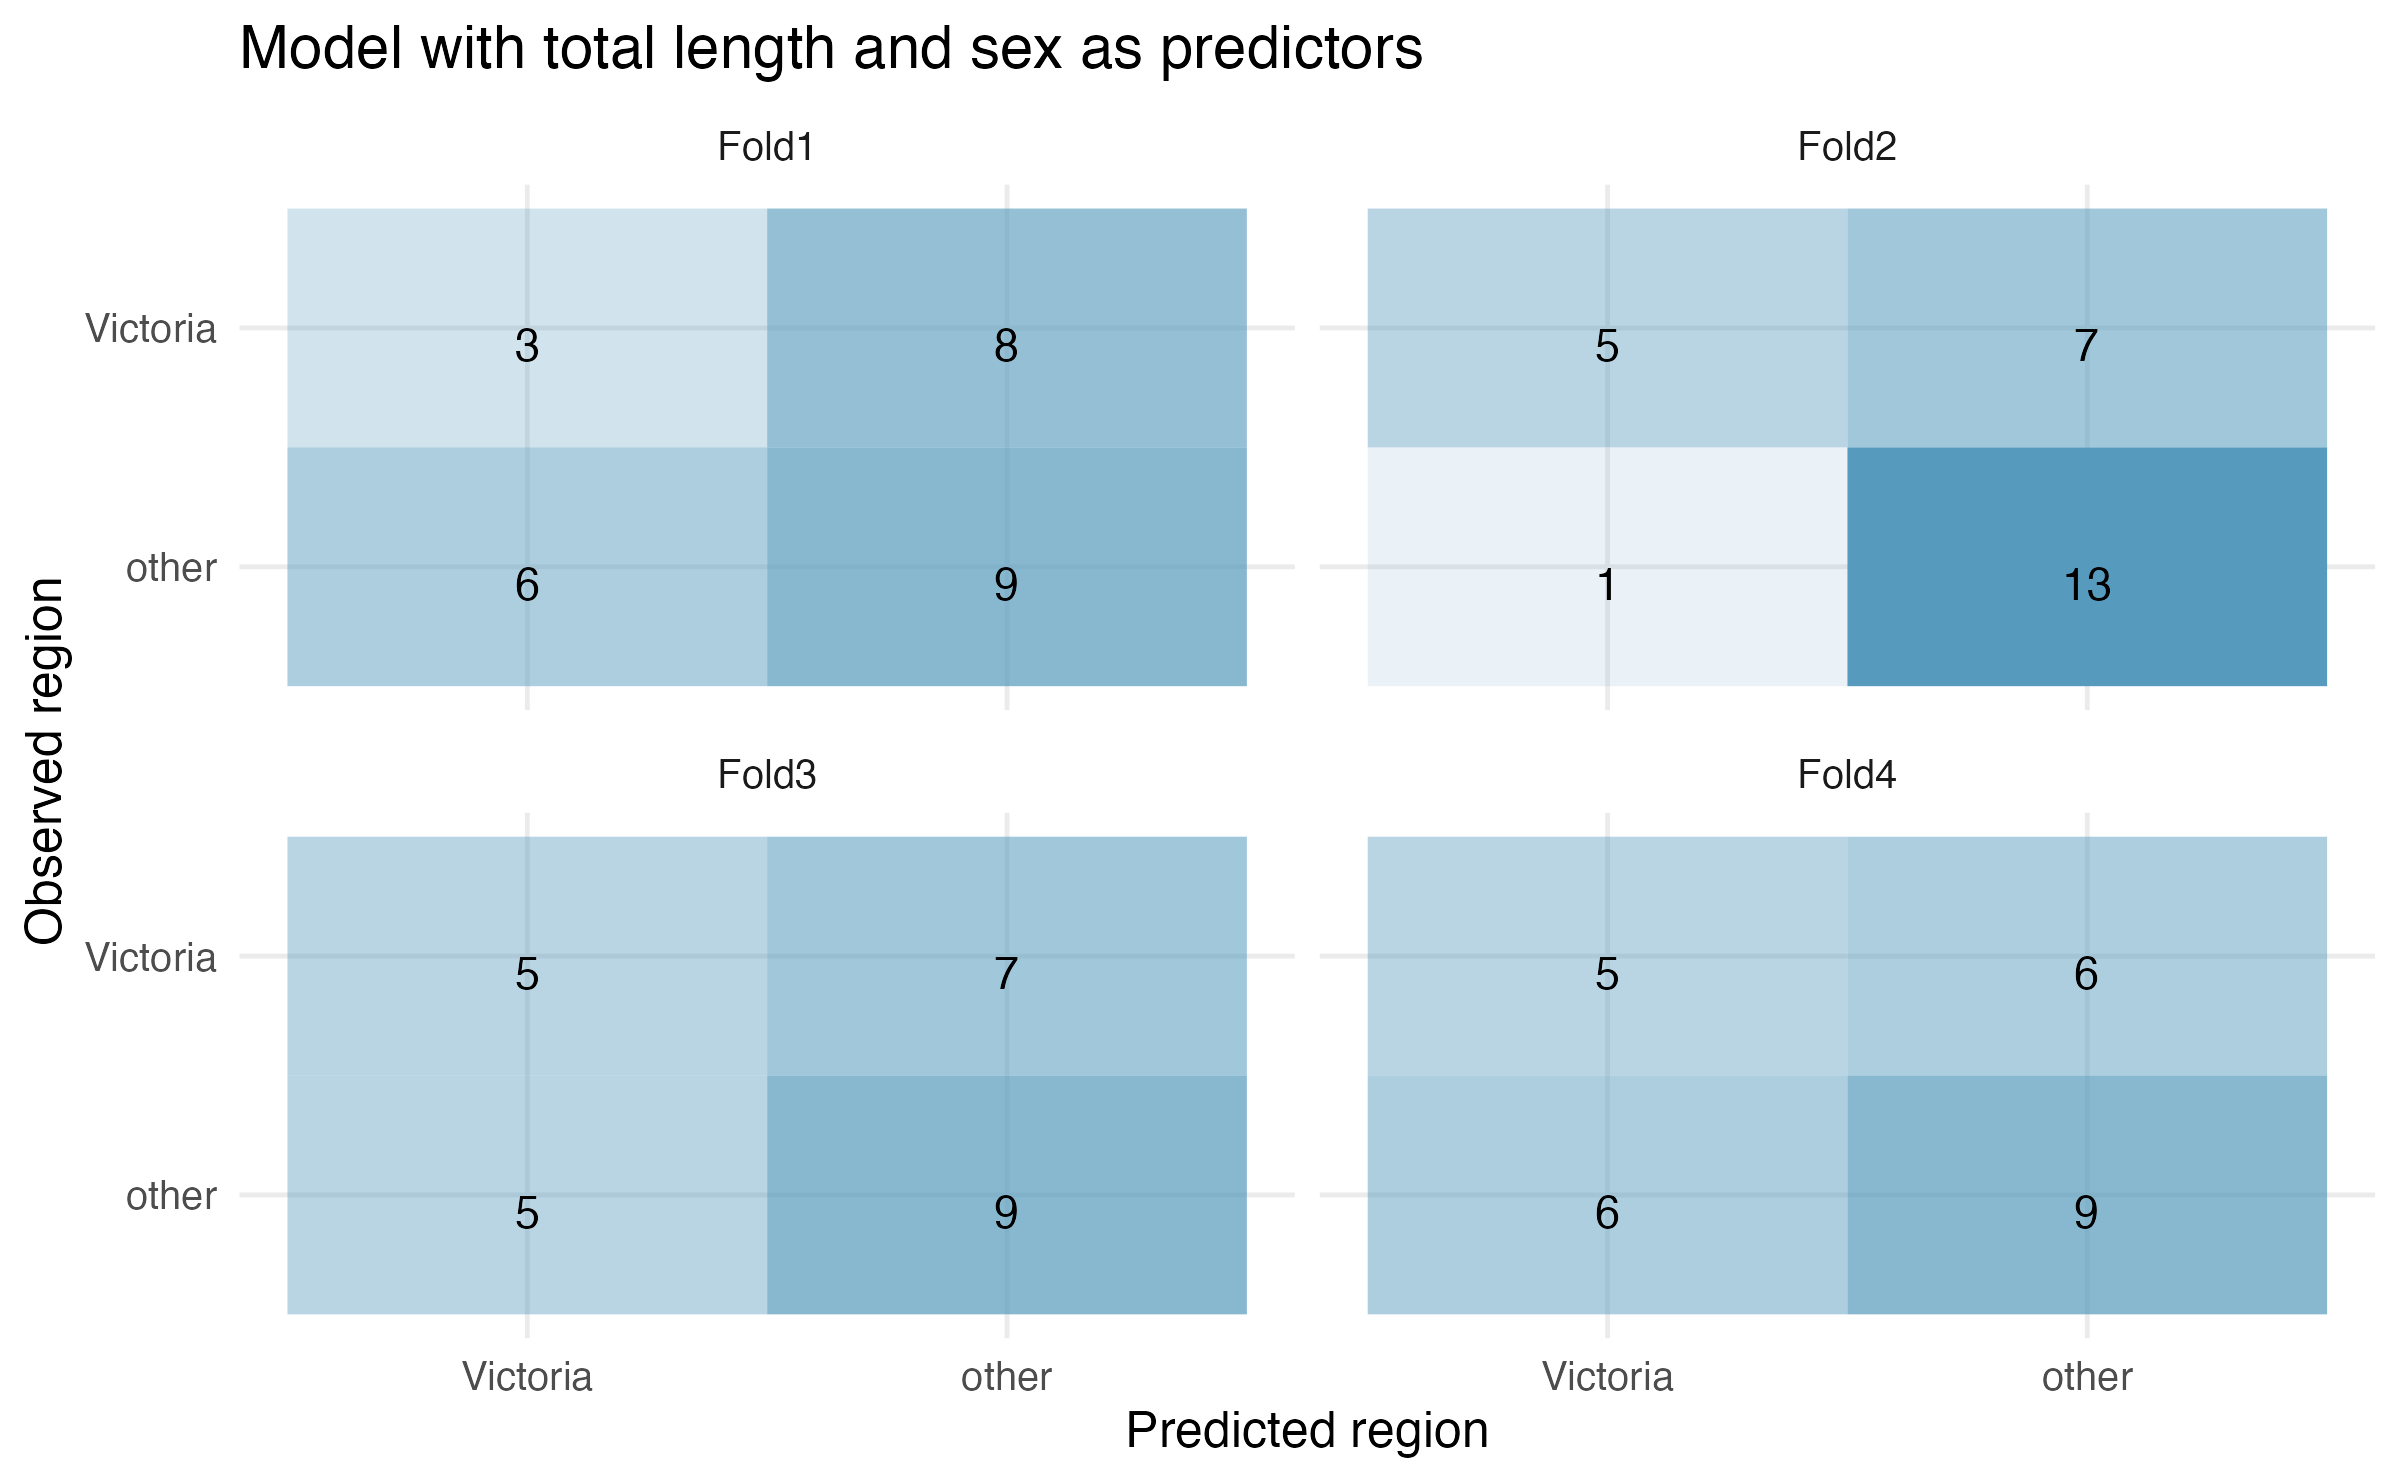 Model with total length and sex as predictors
Fold1
Fold2
Victoria
3
8
5
7
other
6
9
1
13
Observed region
Fold3
Fold4
Victoria
5
7
5
6
other
5
9
6
9
Victoria
other
Victoria
other
Predicted region